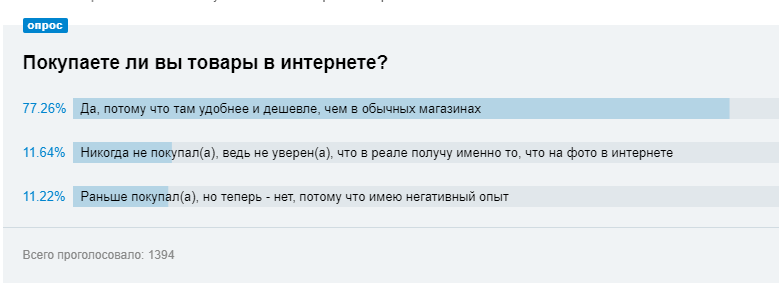 опрос
Покупаете ли вы товары в интернете?
77.26% Да, потому что там удобнее и дешевле, чем в обычных магазинах
11.64% Никогда не покупал(а), ведь не уверен(а), что в реале получу именно то, что на фото в интернете
11.22% Раньше покупал(а), но теперь - нет, потому что имею негативный опыт
Всего проголосовало: 1394